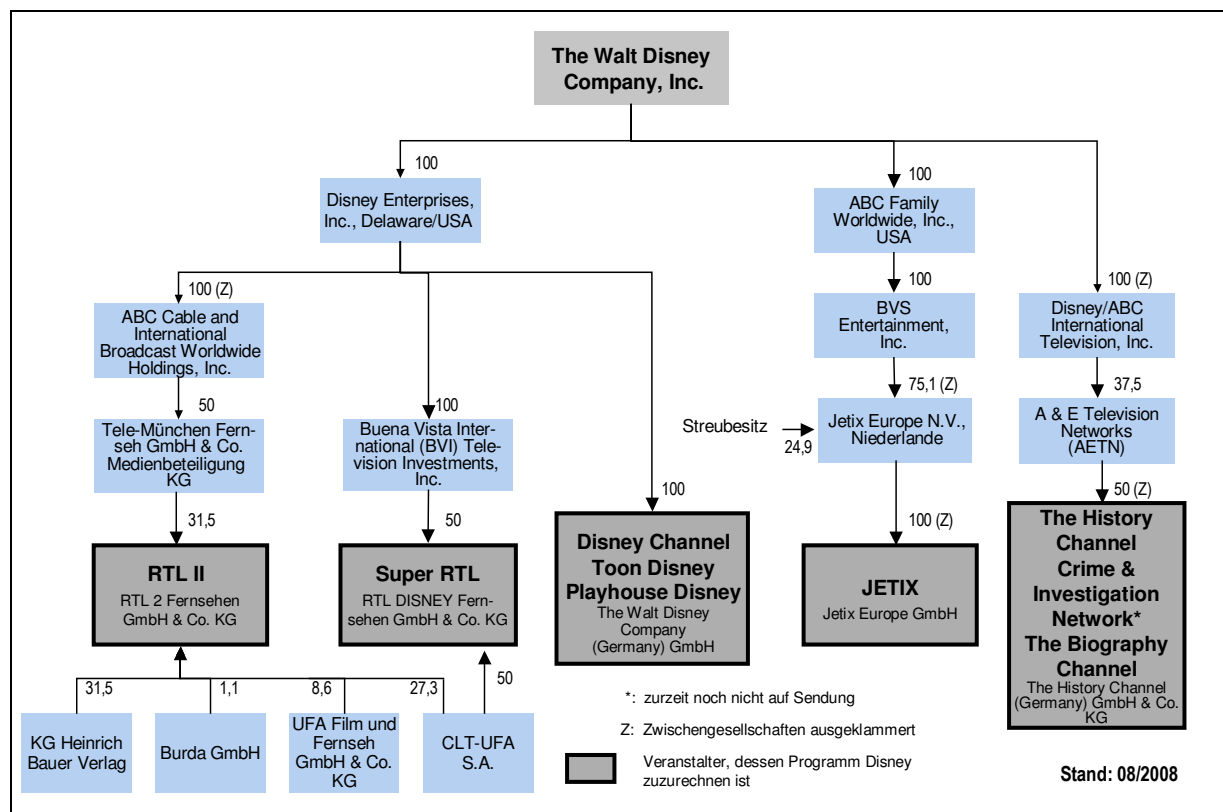 The Walt Disney
Company, Inc.
100
Disney Enterprises,
Inc., Delaware/USA
100
ABC Family
Worldwide, Inc.,
USA
100 (Z)
ABC Cable and
International
Broadcast Worldwide
Holdings, Inc.
100
BVS
Entertainment,
Inc.
100 (Z)
Disney/ABC
International
Television, Inc.
50
Tele-München Fern-
seh GmbH & Co.
Medienbeteiligung
KG
100
Buena Vista Inter-
national (BVI) Tele-
vision Investments,
Inc.
Streubesitz
24,9
75,1 (Z)
Jetix Europe N.V.,
Niederlande
37,5
A & E Television
Networks
(AETN)
31,5
RTL II
RTL 2 Fernsehen
GmbH & Co. KG
50
Super RTL
RTL DISNEY Fern-
sehen GmbH & Co. KG
100
Disney Channel
Toon Disney
Playhouse Disney
The Walt Disney
Company
(Germany) GmbH
100 (Z)
JETIX
Jetix Europe GmbH
50 (Z)
The History
Channel
Crime &
Investigation
Network*
The Biography
Channel
The History Channel
(Germany) GmbH & Co.
KG
31,5
KG Heinrich
Bauer Verlag
1,1
Burda GmbH
8,6
UFA Film und
Fernseh
GmbH & Co.
KG
27,3
50
CLT-UFA
S.A.
*: zurzeit noch nicht auf Sendung
Z: Zwischengesellschaften ausgeklammert
Veranstalter, dessen Programm Disney
zuzurechnen ist
Stand: 08/2008